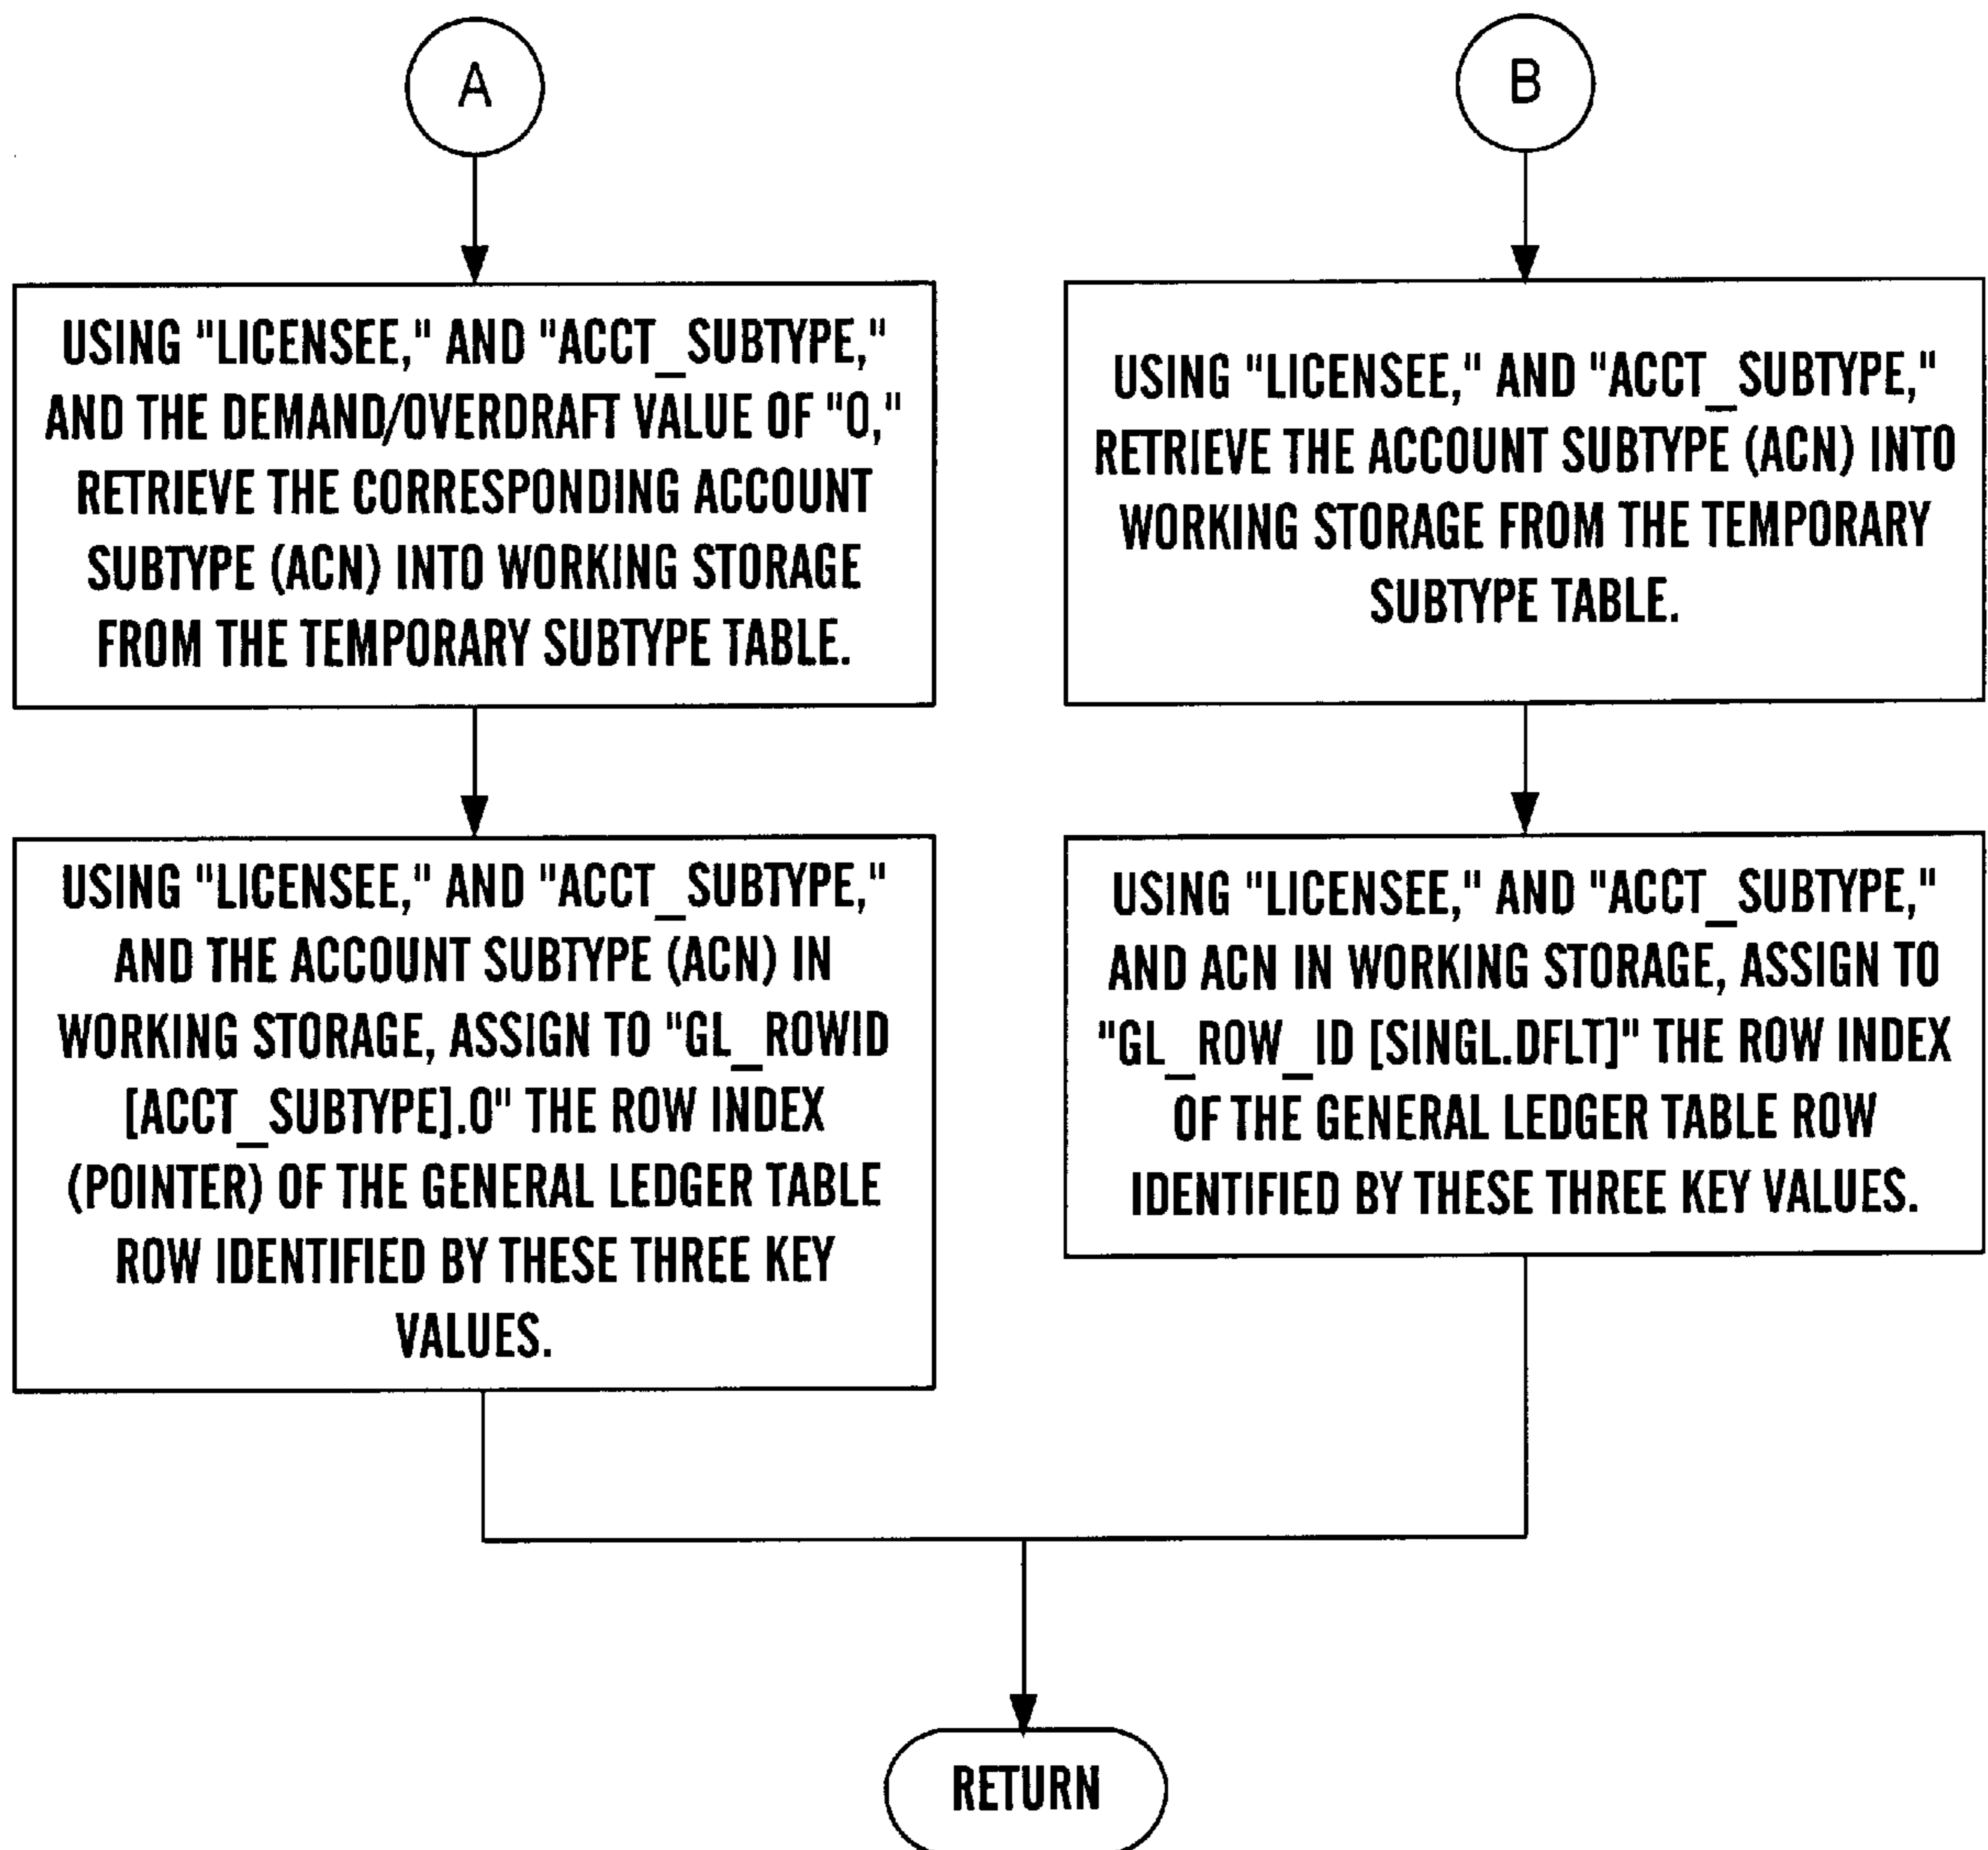 A
USING "LICENSEE," AND "ACCT_SUBTYPE,"
AND THE DEMAND/OVERDRAFT VALUE OF "O,"
RETRIEVE THE CORRESPONDING ACCOUNT
SUBTYPE (ACN) INTO WORKING STORAGE
FROM THE TEMPORARY SUBTYPE TABLE.
USING "LICENSEE," AND "ACCT_SUBTYPE,"
AND THE ACCOUNT SUBTYPE (ACN) IN
WORKING STORAGE, ASSIGN TO "GL_ROWID
[ACCT_SUBTYPE].O" THE ROW INDEX
(POINTER) OF THE GENERAL LEDGER TABLE
ROW IDENTIFIED BY THESE THREE KEY
VALUES.
B
USING "LICENSEE," AND "ACCT_SUBTYPE,"
RETRIEVE THE ACCOUNT SUBTYPE (ACN) INTO
WORKING STORAGE FROM THE TEMPORARY
SUBTYPE TABLE.
USING "LICENSEE," AND "ACCT_SUBTYPE,"
AND ACN IN WORKING STORAGE, ASSIGN TO
"GL_ROW_ID [SINGL.DFLT]" THE ROW INDEX
OF THE GENERAL LEDGER TABLE ROW
IDENTIFIED BY THESE THREE KEY VALUES.
RETURN